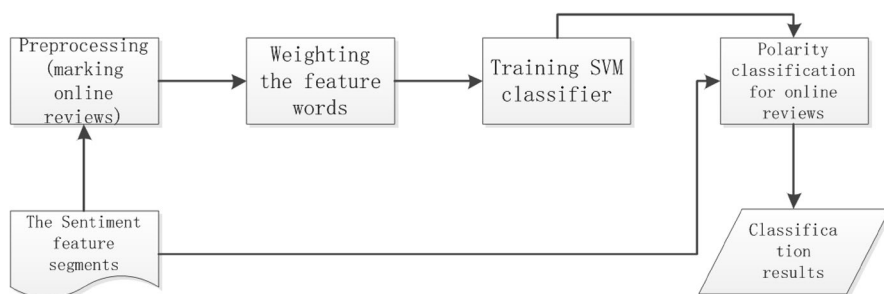 Preprocessing
(marking
online
reviews)
Weighting
the feature
words
Training SVM
classifier
Polarity
classification
for online
reviews
The Sentiment
feature
segments
Classifica
tion
results